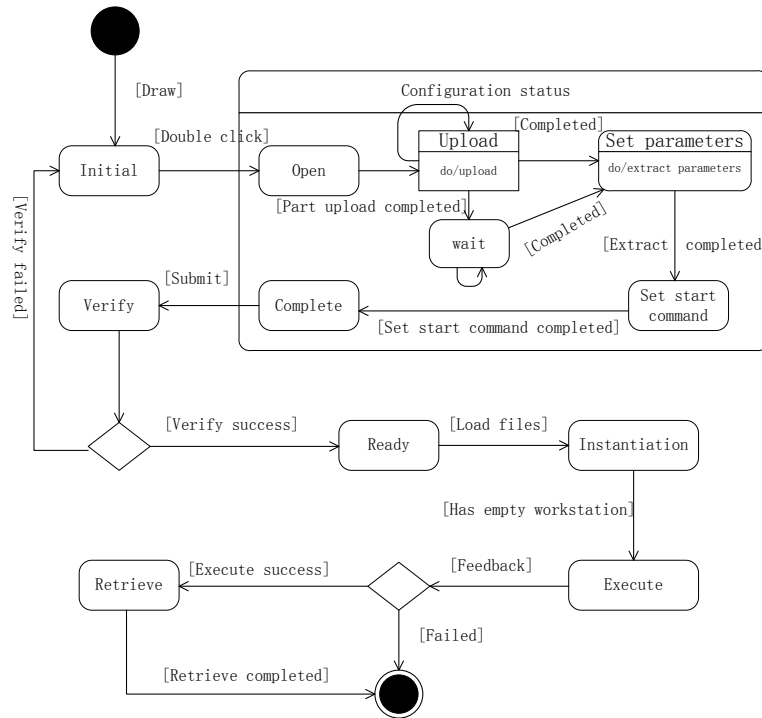 Configuration status
[Draw]
[Completed]
[Double click]
Upload
Set parameters
Initial
Open
do/upload
do/extract parameters
[Part upload completed]
[Verify failed]
wait
[Completed]
[Extract completed]
[Submit]
Verify
Complete
Set start
command
[Set start command completed]
[Verify success]
[Load files]
Ready
Instantiation
[Has empty workstation]
[Execute success]
[Feedback]
Retrieve
Execute
[Failed]
[Retrieve completed]